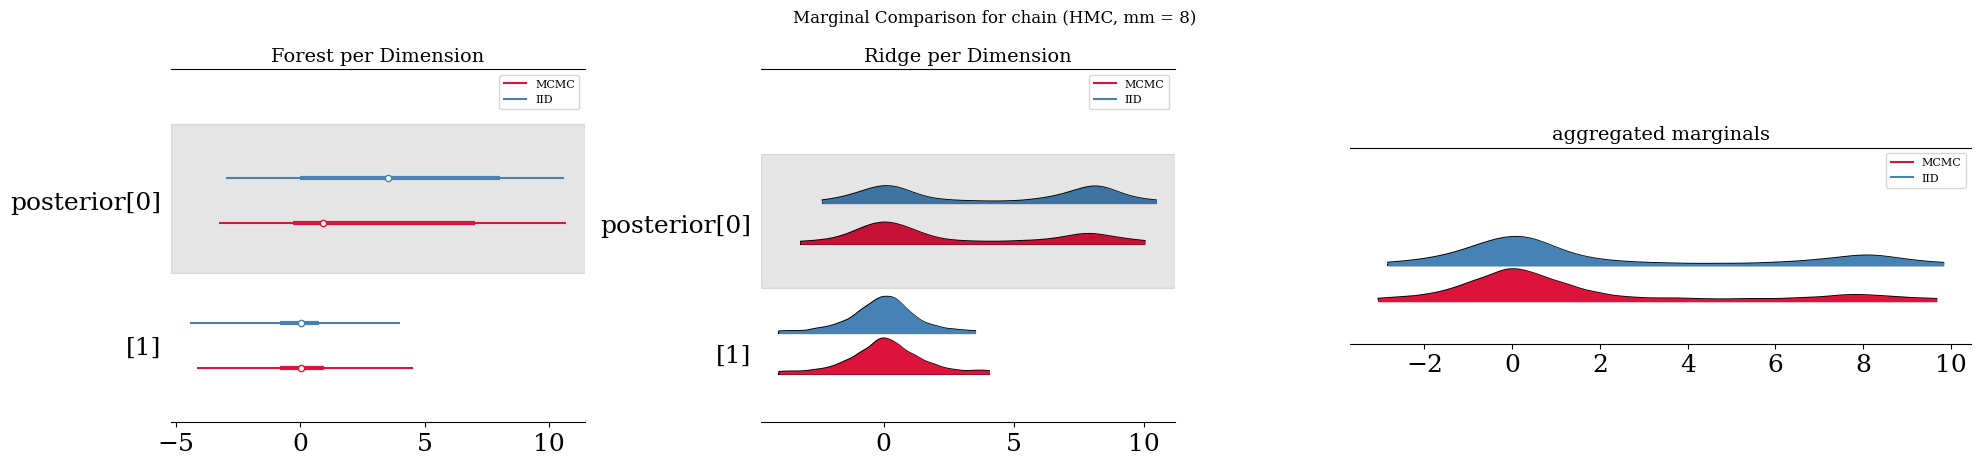 Marginal Comparison for chain (HMC, mm = 8)
Forest per Dimension
MCMC
IID
posterior[0]
[1]
−5 0 5 10
Ridge per Dimension
MCMC
IID
posterior[0]
[1]
0 5 10
aggregated marginals
MCMC
IID
−2 0 2 4 6 8 10